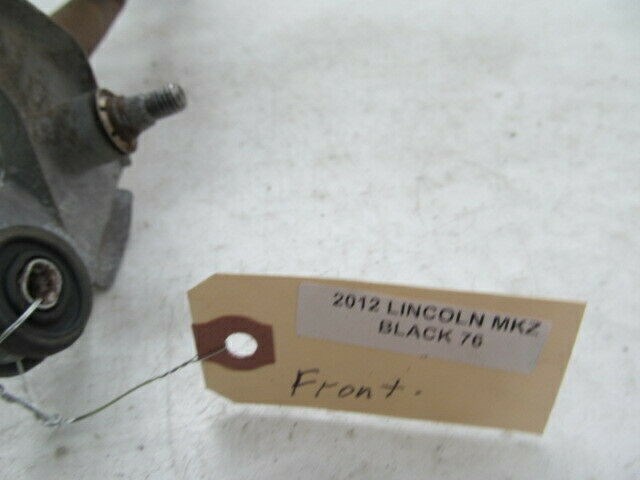 2012 LINCOLN MKZ
BLACK 76
Front.